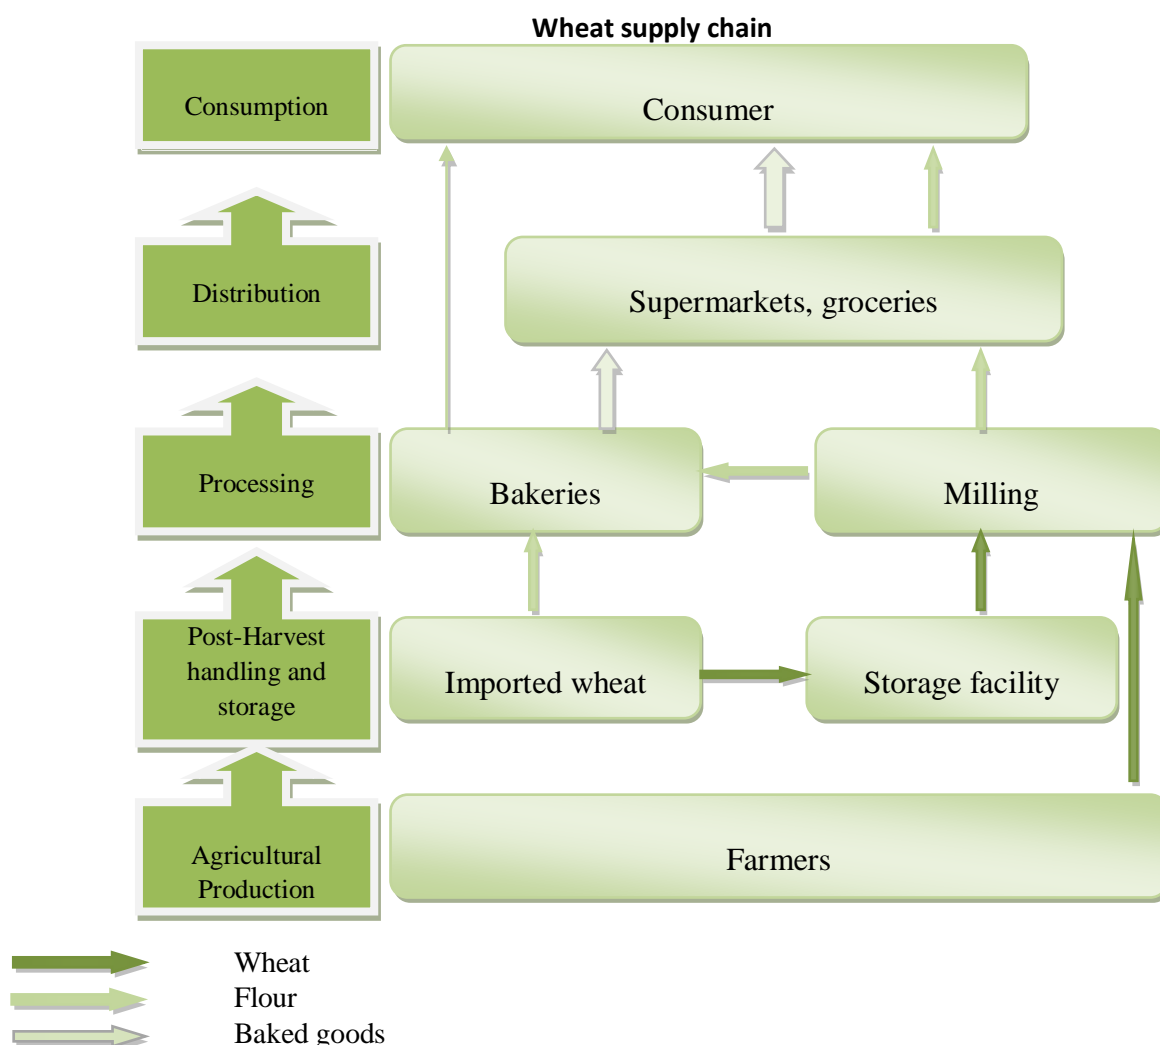 Wheat supply chain
Consumption
Consumer
Distribution
Supermarkets, groceries
Processing
Bakeries
Milling
Post-Harvest
handling and
storage
Imported wheat
Storage facility
Agricultural
Production
Farmers
Wheat
Flour
Baked goods